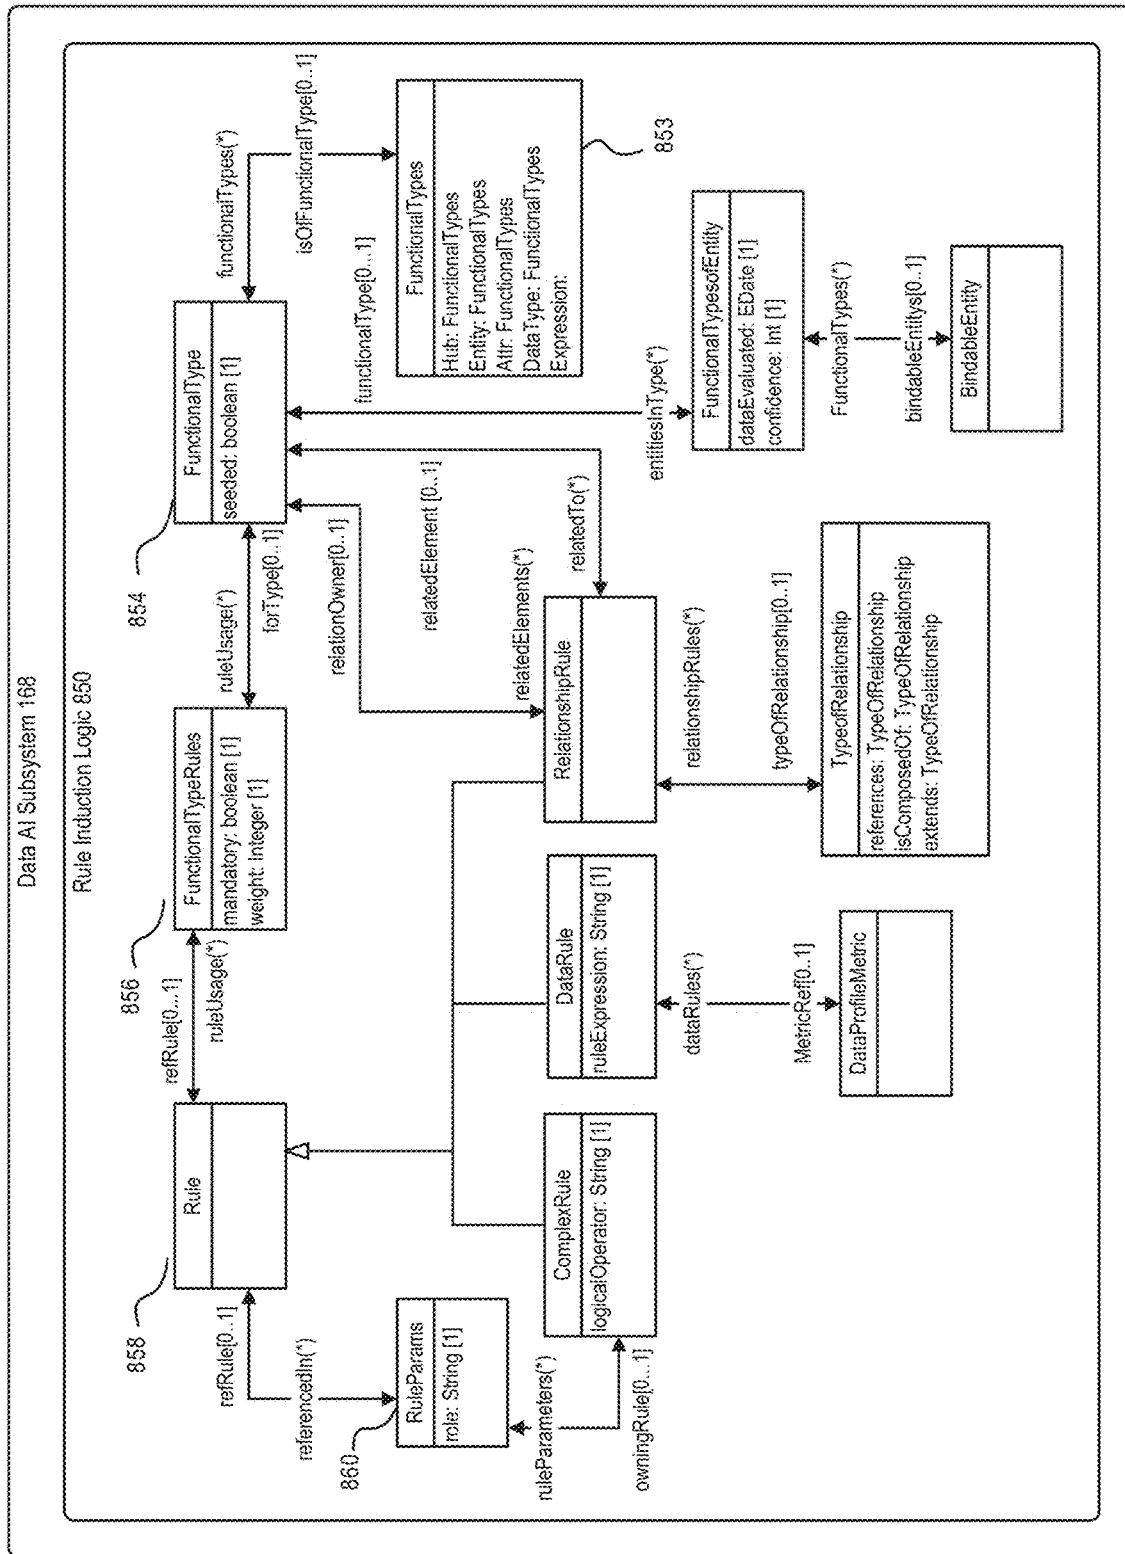 Data AI Subsystem 168
Rule Induction Logic 850
858
Rule
refRule[0...1]
ruleUsage(*)
856
FunctionalTypeRules
mandatory: boolean [1]
weight: Integer [1]
ruleUsage(*)
forType[0..1]
854
FunctionalType
seeded: boolean [1]
functionalTypes(*)
isOfFunctionalType[0..1]
refRule[0..1]
referencedIn(*)
860
RuleParams
role: String [1]
ruleParameters(*)
owningRule[0...1]
relationOwner[0..1]
relatedElement [0..1]
functionalType[0...1]
FunctionalTypes
Hub: FunctionalTypes
Entity: FunctionalTypes
Attr: FunctionalTypes
DataType: FunctionalTypes
Expression:
853
ComplexRule
logicalOperator: String [1]
DataRule
ruleExpression: String [1]
relatedElements(*)
RelationshipRule
relatedTo(*)
entitiesInType(*)
FunctionalTypesofEntity
dataEvaluated: EDate [1]
confidence: Int [1]
dataRules(*)
MetricRef[0..1]
relationshipRules(*)
typeOfRelationship[0..1]
FunctionalTypes(*)
bindableEntitys[0..1]
DataProfileMetric
TypeofRelationship
references: TypeOfRelationship
isComposedOf: TypeOfRelationship
extends: TypeOfRelationship
BindableEntity